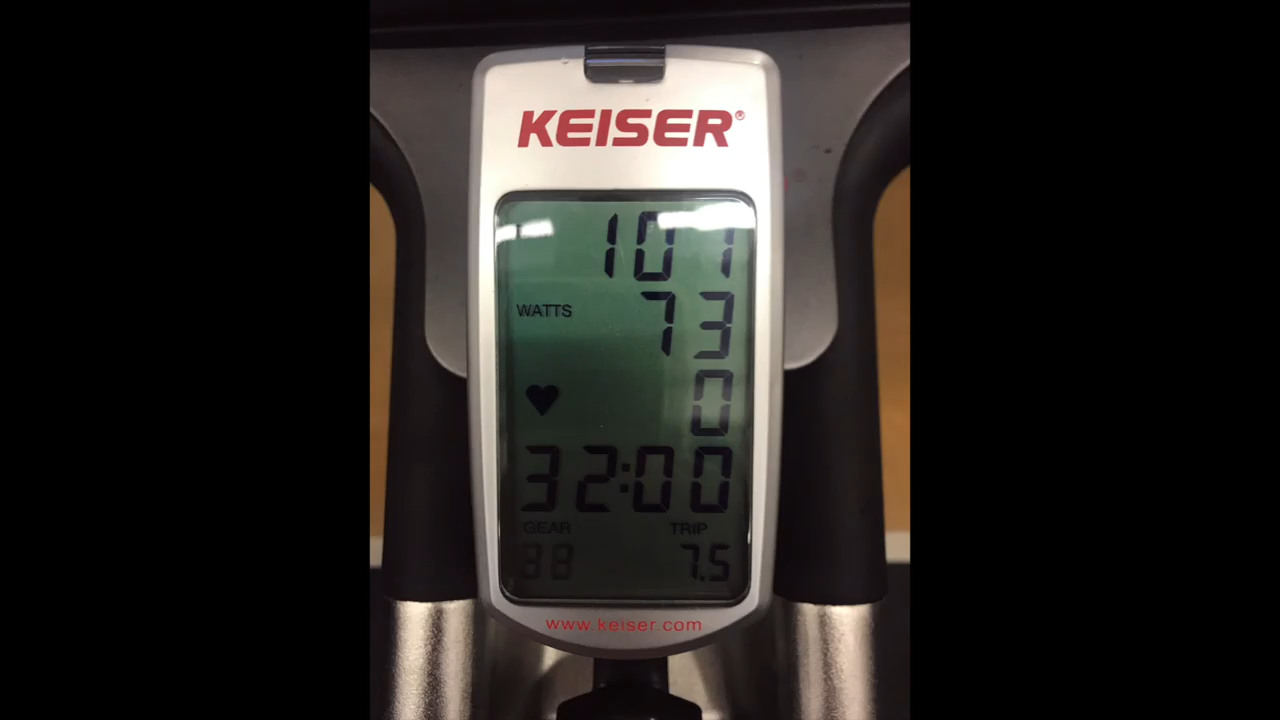 KEISER®
101
WATTS 73
0
32:00
GEAR TRIP
88 7.5
www.keiser.com